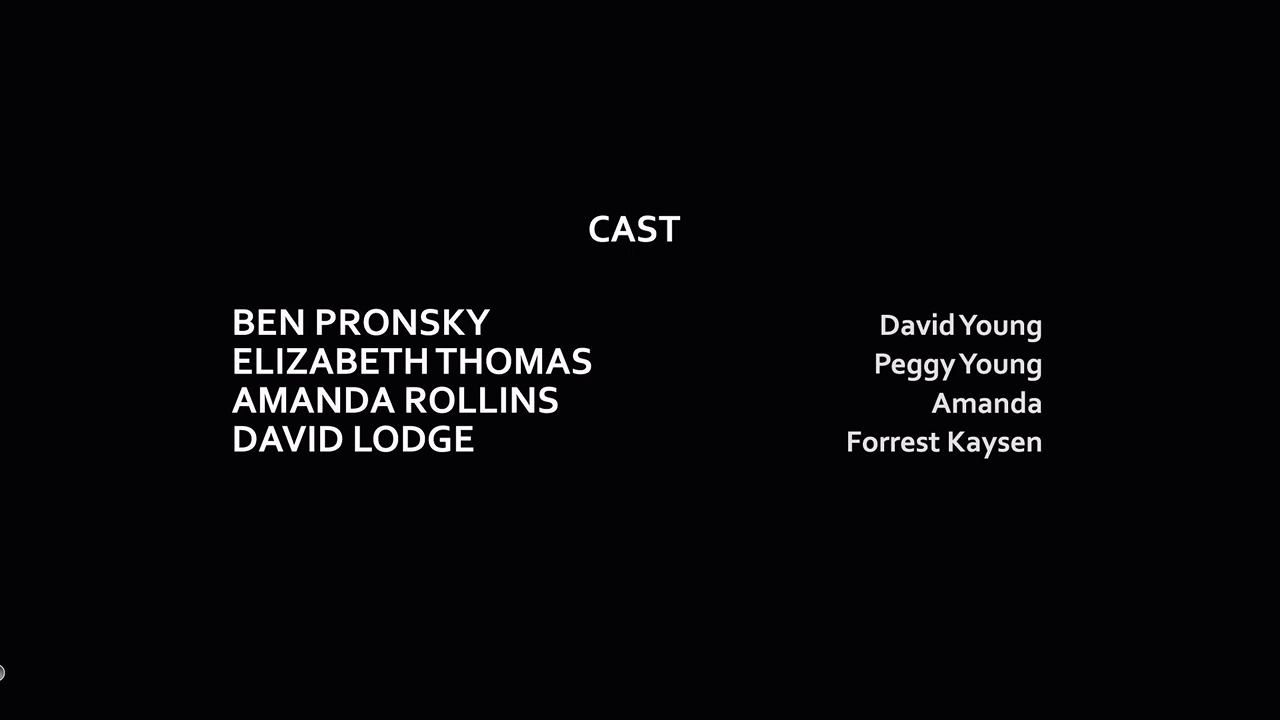 CAST
BEN PRONSKY David Young
ELIZABETH THOMAS Peggy Young
AMANDA ROLLINS Amanda
DAVID LODGE Forrest Kaysen